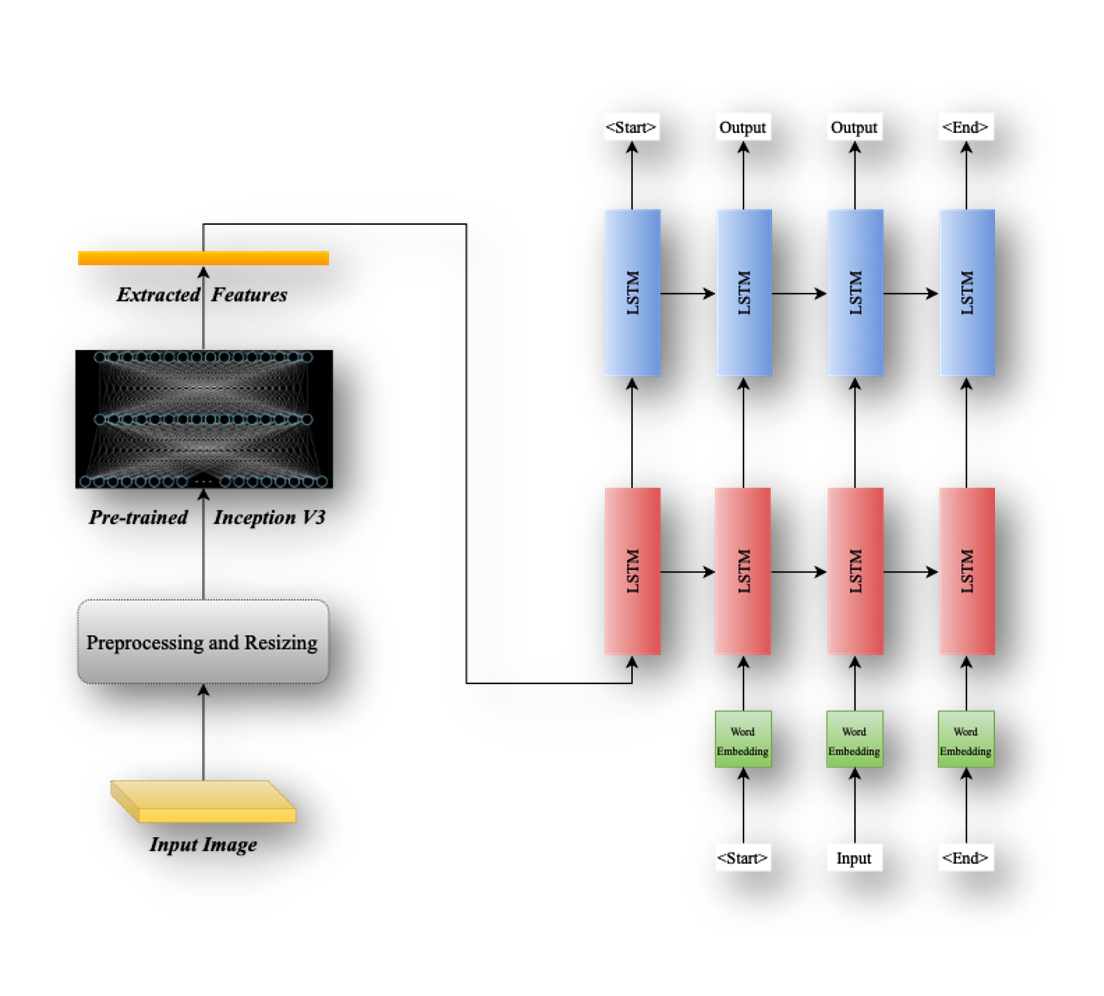 <Start>
Output
Output
<End>
Extracted Features
LSTM
LSTM
LSTM
LSTM
Pre-trained Inception V3
LSTM
LSTM
LSTM
LSTM
Preprocessing and Resizing
Word
Embedding
Word
Embedding
Word
Embedding
Input Image
<Start>
Input
<End>